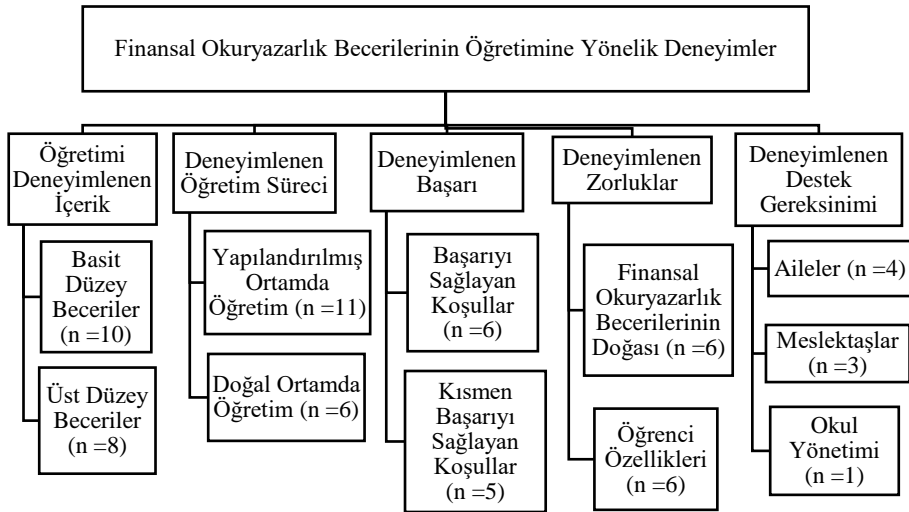 Finansal Okuryazarlık Becerilerinin Öğretimine Yönelik Deneyimler
Öğretimi
Deneyimlenen
İçerik
Basit
Düzey
Beceriler
(n =10)
Üst Düzey
Beceriler
(n =8)
Deneyimlenen
Öğretim Süreci
Yapılandırılmış
Ortamda
Öğretim (n =11)
Doğal Ortamda
Öğretim (n =6)
Deneyimlenen
Başarı
Başarıyı
Sağlayan
Koşullar
(n =6)
Kısmen
Başarıyı
Sağlayan
Koşullar
(n =5)
Deneyimlenen
Zorluklar
Finansal
Okuryazarlık
Becerilerinin
Doğası (n =6)
Öğrenci
Özellikleri
(n =6)
Deneyimlenen
Destek
Gereksinimi
Aileler (n =4)
Meslektaşlar
(n =3)
Okul
Yönetimi
(n =1)